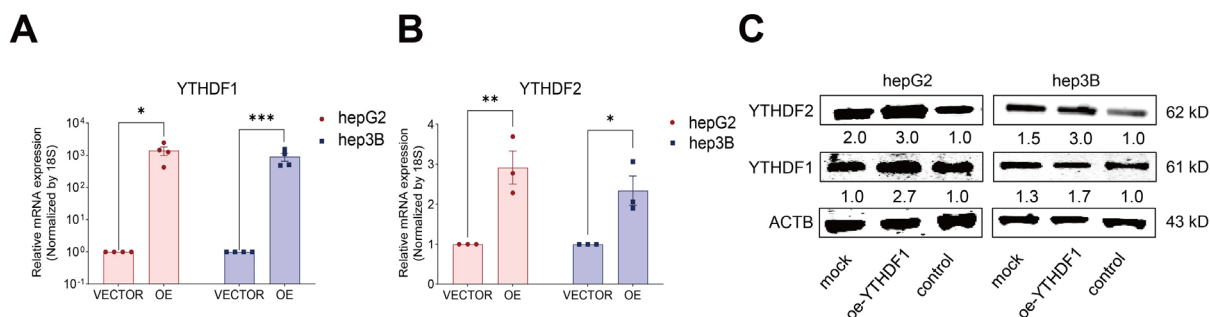 A
B
C
YTHDF1
Relative mRNA expression
(Normalized by 18S)
10⁴
10³
10²
10¹
10⁰
10⁻¹
*
***
hepG2
hep3B
VECTOR OE VECTOR OE
YTHDF2
Relative mRNA expression
(Normalized by 18S)
4
3
2
1
0
**
*
hepG2
hep3B
VECTOR OE VECTOR OE
hepG2 hep3B
YTHDF2 62 kD
2.0 3.0 1.0 1.5 3.0 1.0
YTHDF1 61 kD
1.0 2.7 1.0 1.3 1.7 1.0
ACTB 43 kD
mock oe-YTHDF1 control mock oe-YTHDF1 control